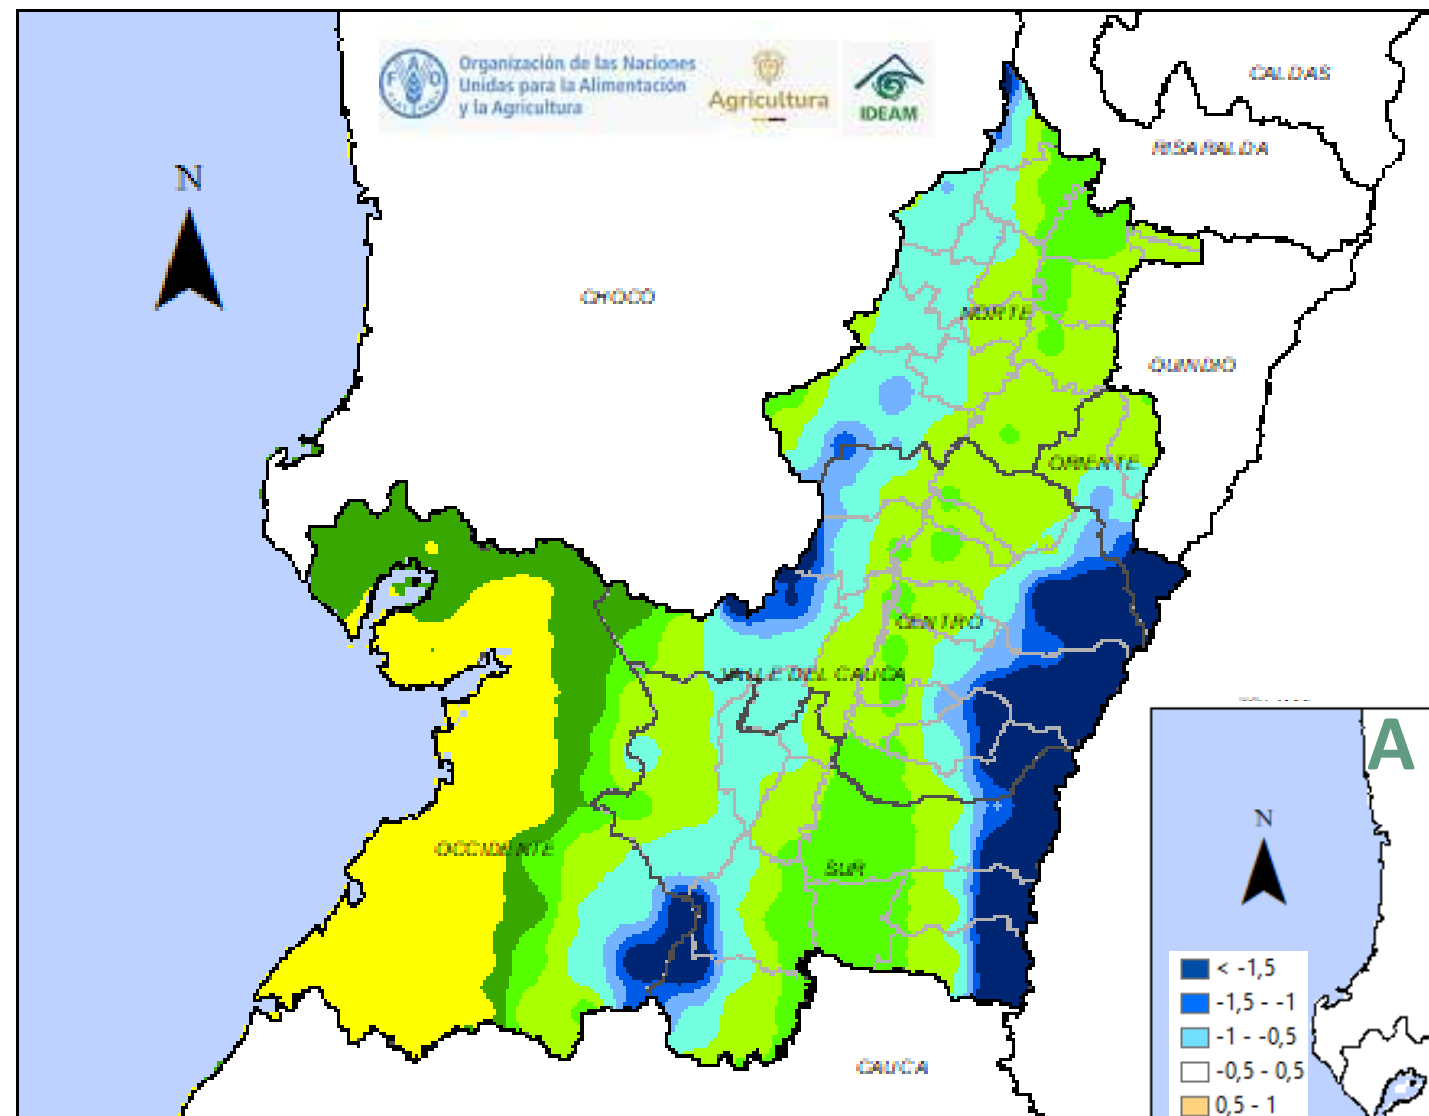 Organización de las Naciones
Unidas para la Alimentación
y la Agricultura
FAO
Agricultura
IDEAM
CALDAS
RISARALDA
N
CHOCÓ
NORTE
QUINDIO
ORIENTE
CENTRO
VALLE DEL CAUCA
OCCIDENTE
SUR
CAUCA
A
N
< -1,5
-1,5 - -1
-1 - -0,5
-0,5 - 0,5
0,5 - 1